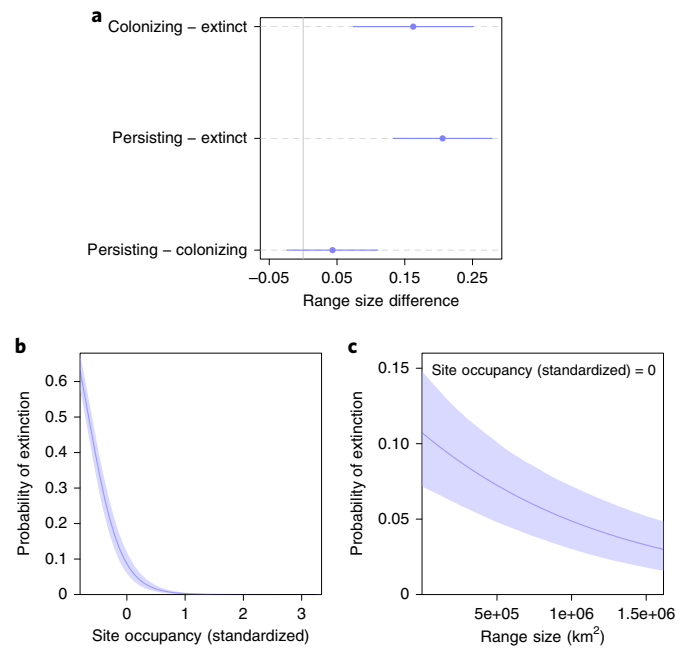 a
Colonizing – extinct
Persisting – extinct
Persisting – colonizing
–0.05 0.05 0.15 0.25
Range size difference
b
Probability of extinction
0.6
0.5
0.4
0.3
0.2
0.1
0
0 1 2 3
Site occupancy (standardized)
c
Site occupancy (standardized) = 0
Probability of extinction
0.15
0.10
0.05
0
5e+05 1e+06 1.5e+06
Range size (km²)